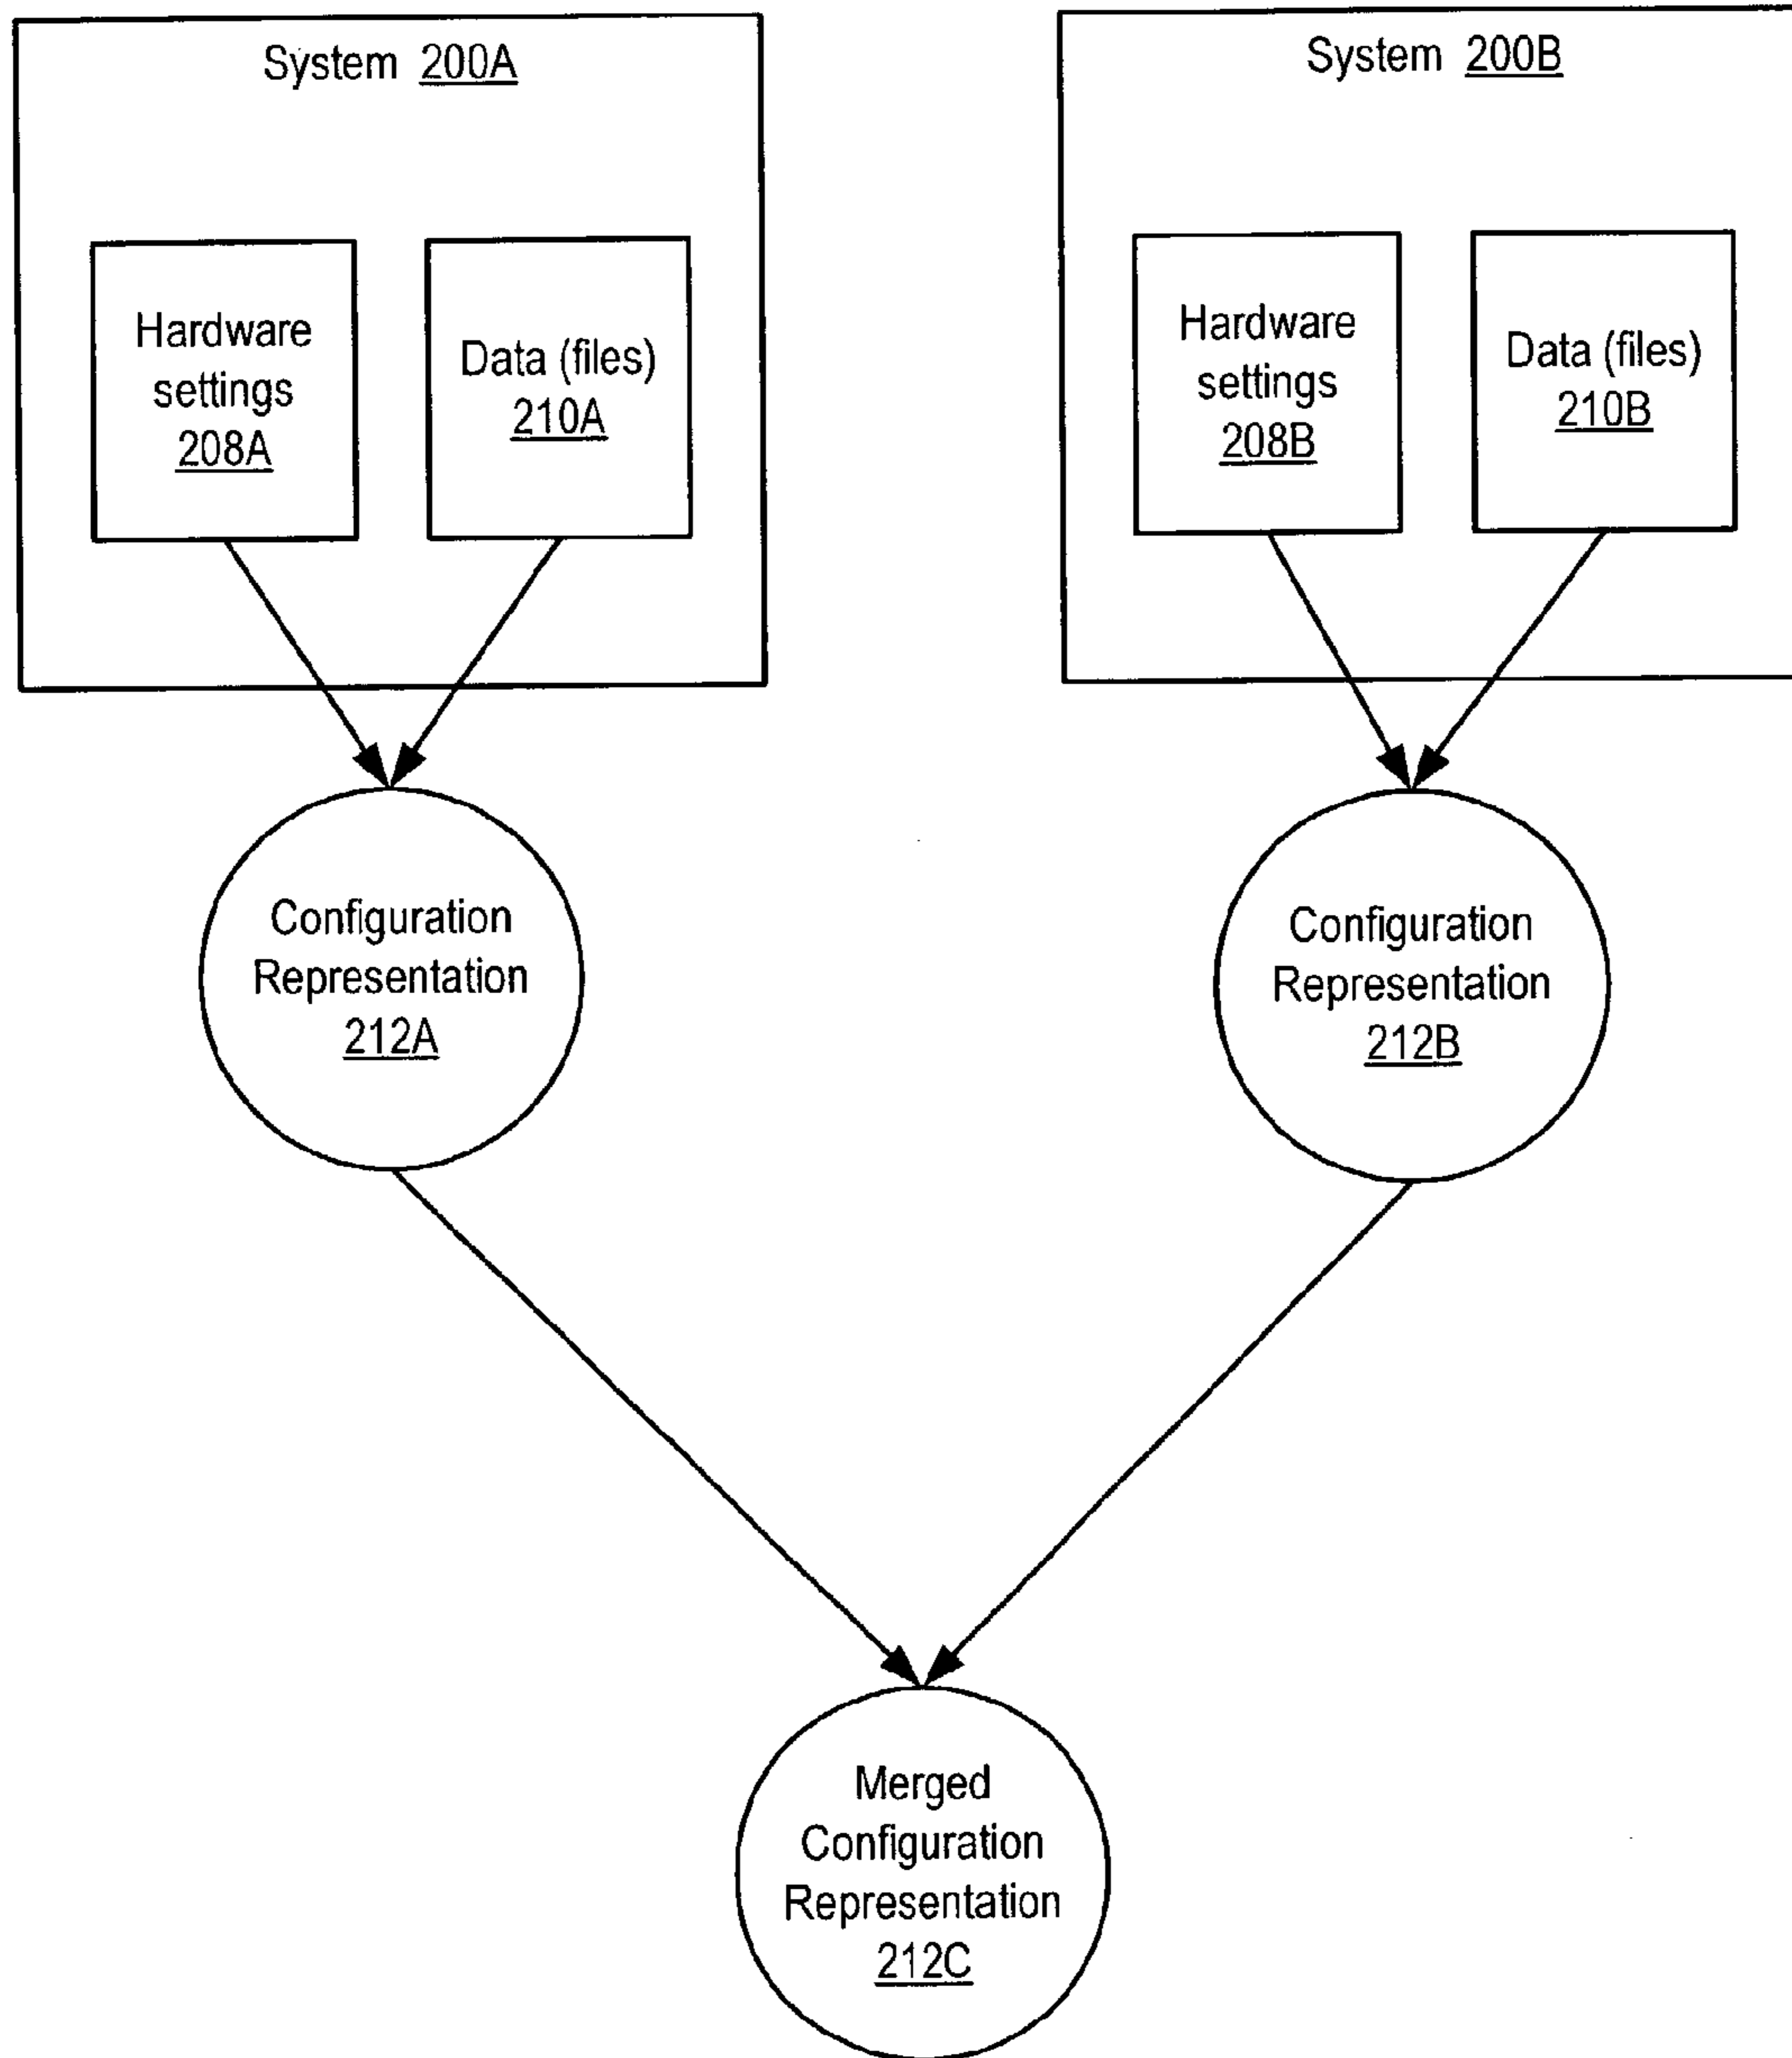 System 200A
Hardware
settings
208A
Data (files)
210A
System 200B
Hardware
settings
208B
Data (files)
210B
Configuration
Representation
212A
Configuration
Representation
212B
Merged
Configuration
Representation
212C